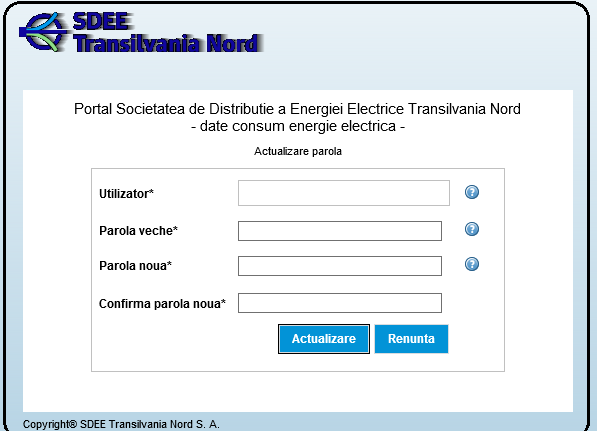 SDEE
Transilvania Nord
Portal Societatea de Distributie a Energiei Electrice Transilvania Nord
- date consum energie electrica -
Actualizare parola
Utilizator*
?
Parola veche*
?
Parola noua*
?
Confirma parola noua*
Actualizare Renunta
Copyright® SDEE Transilvania Nord S. A.